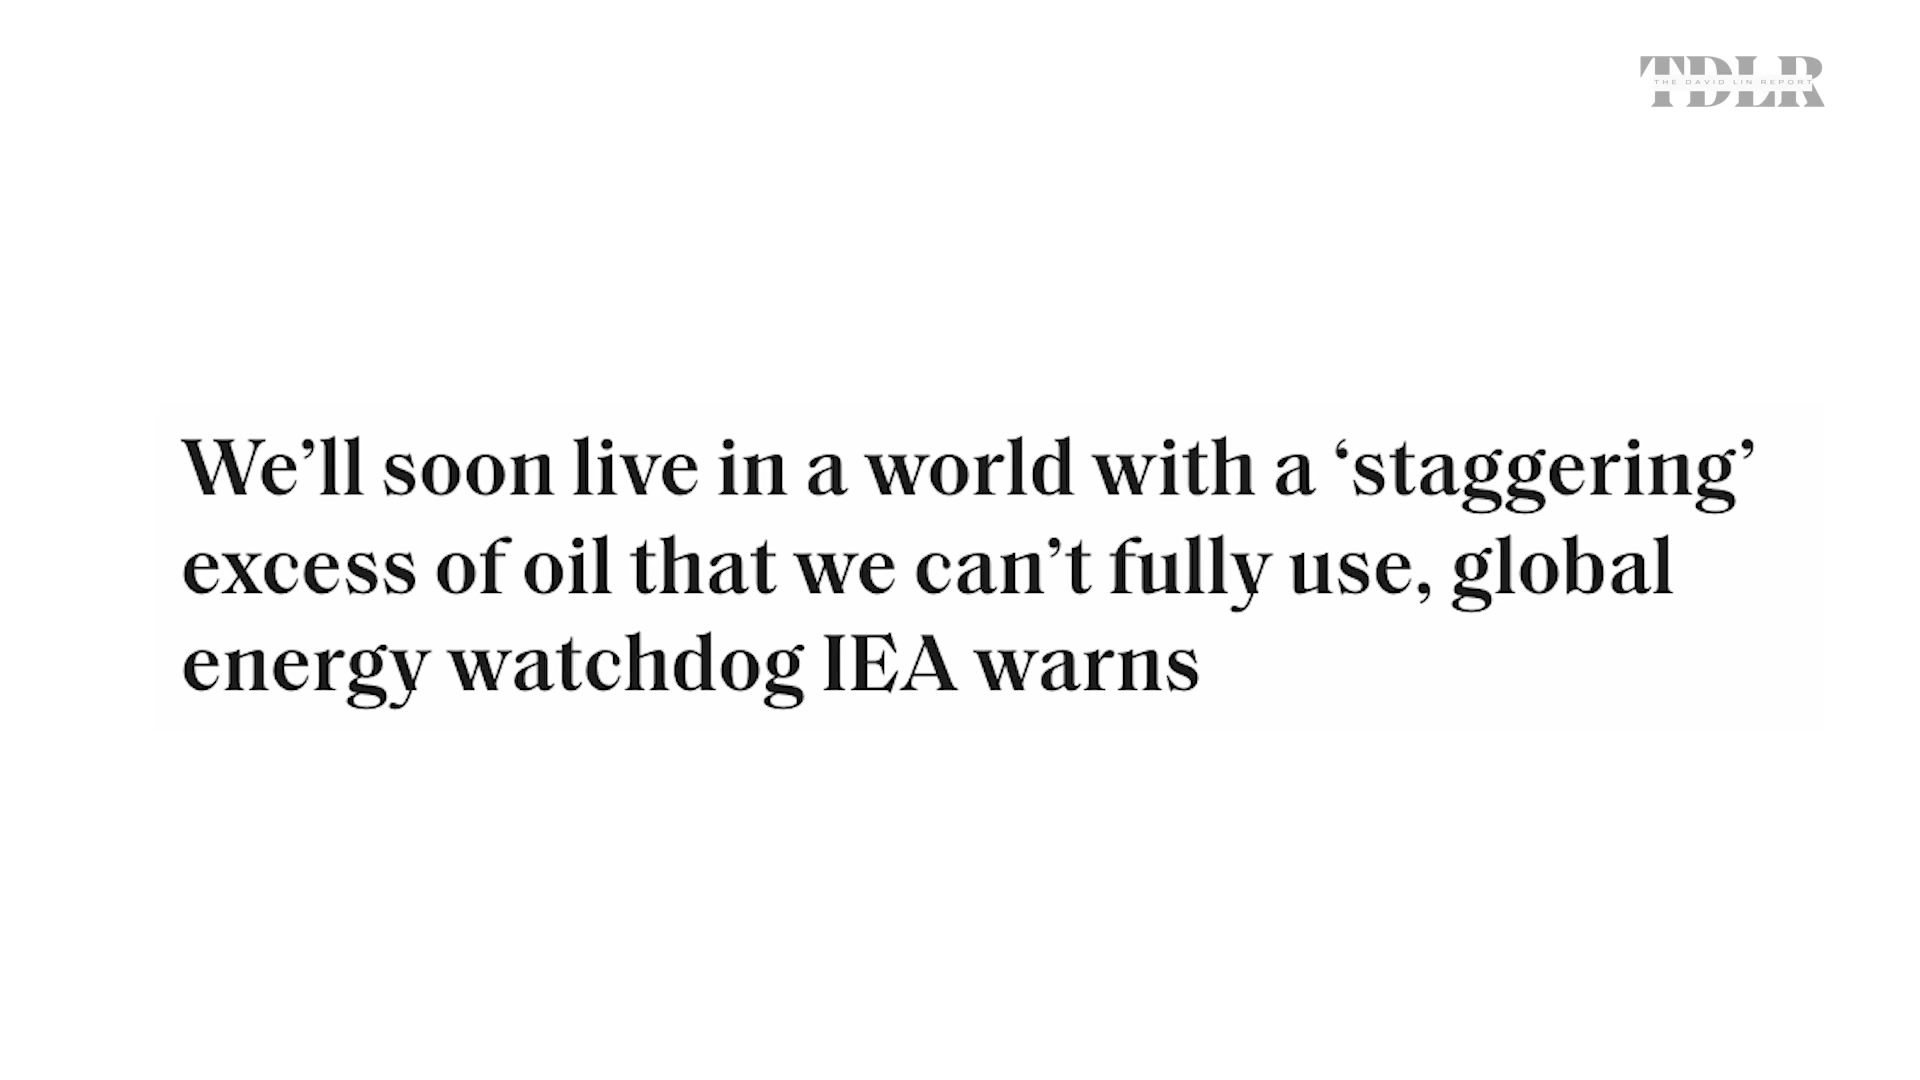 TDLR
THE DAVID LIN REPORT
We’ll soon live in a world with a ‘staggering’
excess of oil that we can’t fully use, global
energy watchdog IEA warns